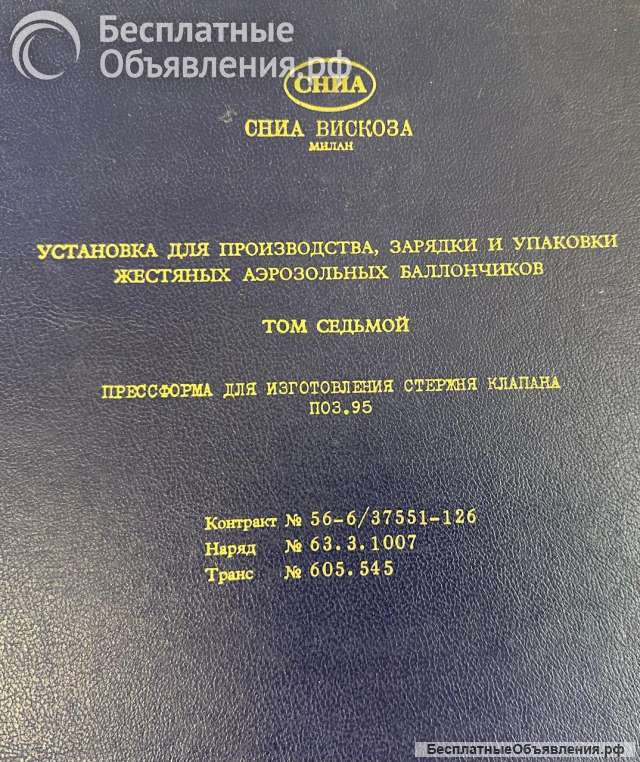 Бесплатные
Объявления.рф
СНИА
СНИА ВИСКОЗА
МИЛАН
УСТАНОВКА ДЛЯ ПРОИЗВОДСТВА, ЗАРЯДКИ И УПАКОВКИ
ЖЕСТЯНЫХ АЭРОЗОЛЬНЫХ БАЛЛОНЧИКОВ
ТОМ СЕДЬМОЙ
ПРЕССФОРМА ДЛЯ ИЗГОТОВЛЕНИЯ СТЕРЖНЯ КЛАПАНА
ПОЗ.95
Контракт № 56-6/37551-126
Наряд № 63.3.1007
Транс № 605.545
БесплатныеОбъявления.рф